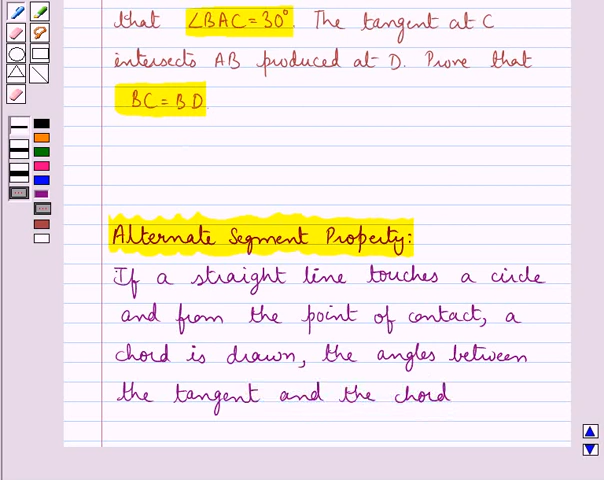 that ∠BAC = 30°. The tangent at C
intersects AB produced at D. Prove that
BC = BD.
Alternate Segment Property:
If a straight line touches a circle
and from the point of contact, a
chord is drawn, the angles between
the tangent and the chord